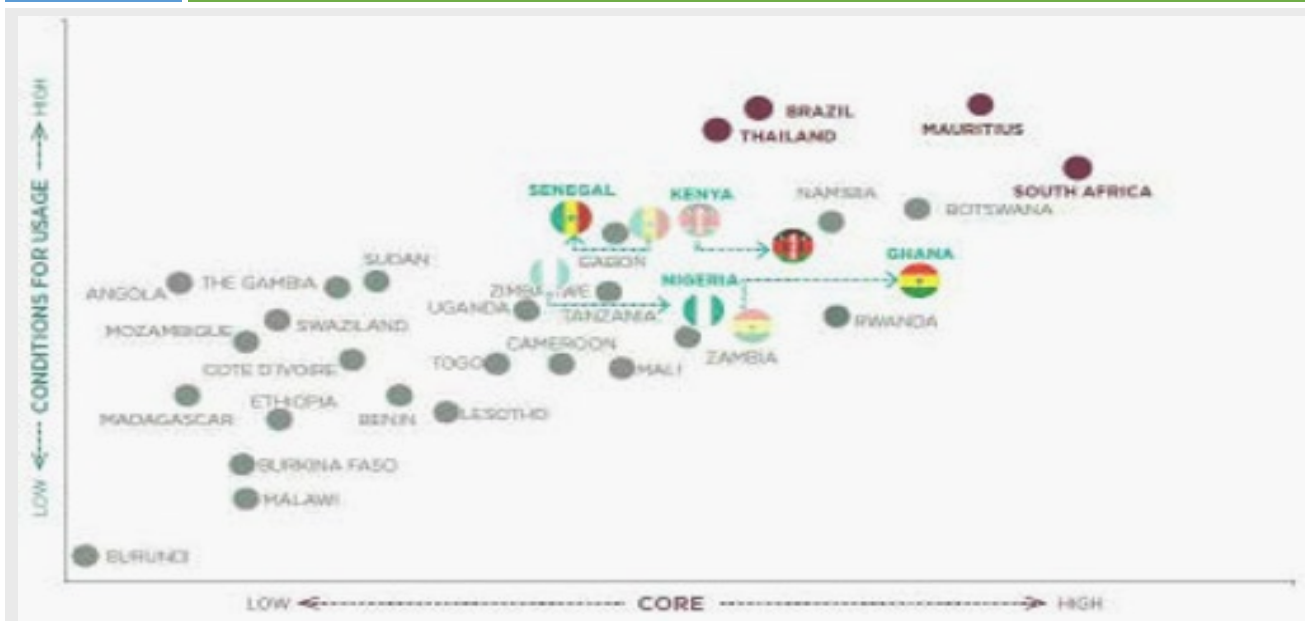 HIGH
CONDITIONS FOR USAGE
LOW
BRAZIL
THAILAND
MAURITIUS
SOUTH AFRICA
SENEGAL
KENYA
NAMIBIA
BOTSWANA
GABON
GHANA
SUDAN
ANGOLA
THE GAMBIA
NIGERIA
UGANDA
TANZANIA
RWANDA
MOZAMBIQUE
SWAZILAND
CAMEROON
ZAMBIA
COTE D'IVOIRE
TOGO
MALI
MADAGASCAR
ETHIOPIA
BENIN
LESOTHO
BURKINA FASO
MALAWI
BURUNDI
LOW
CORE
HIGH